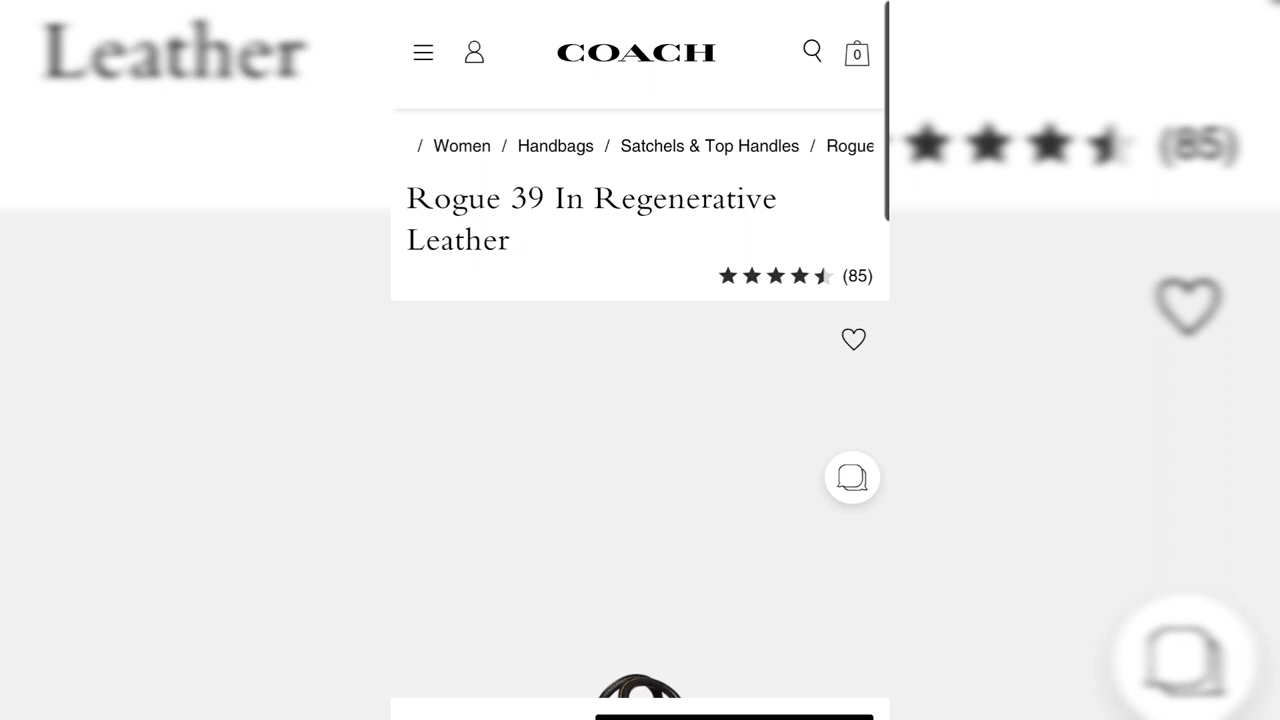 Leather
COACH
0
/ Women / Handbags / Satchels & Top Handles / Rogue
Rogue 39 In Regenerative
Leather
(85)
(85)